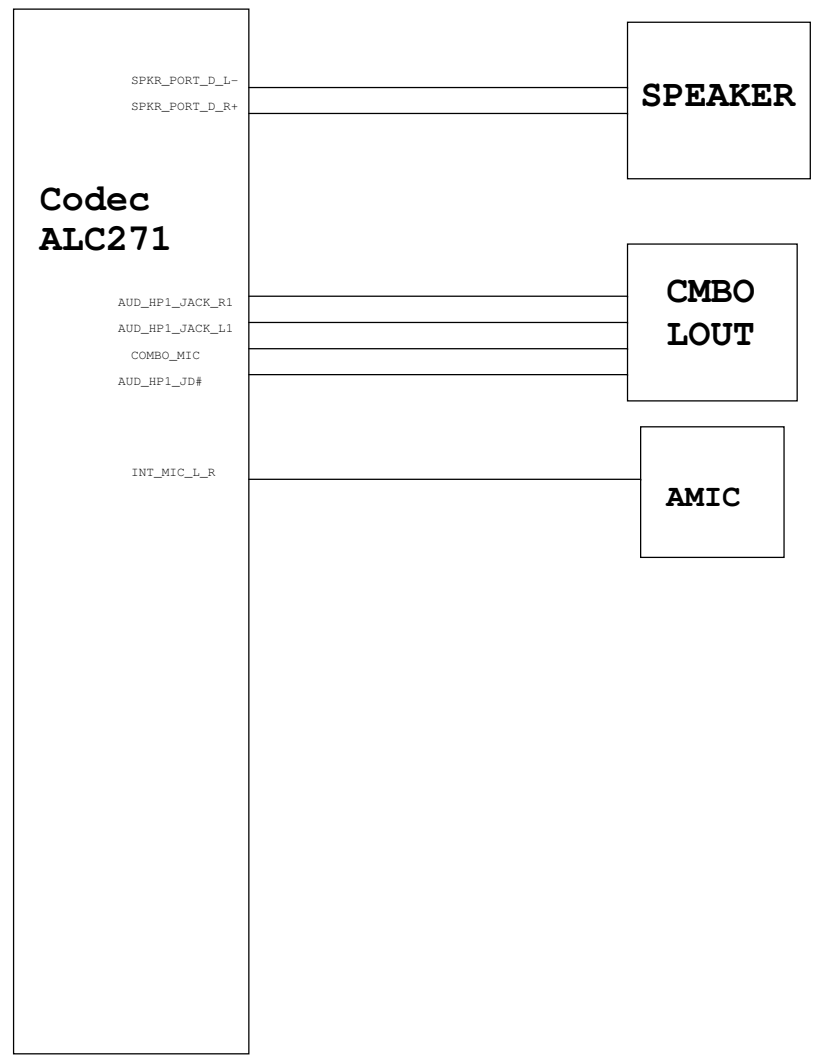 SPKR_PORT_D_L-
SPKR_PORT_D_R+
SPEAKER
Codec
ALC271
AUD_HP1_JACK_R1
AUD_HP1_JACK_L1
COMBO_MIC
AUD_HP1_JD#
CMBO
LOUT
INT_MIC_L_R
AMIC